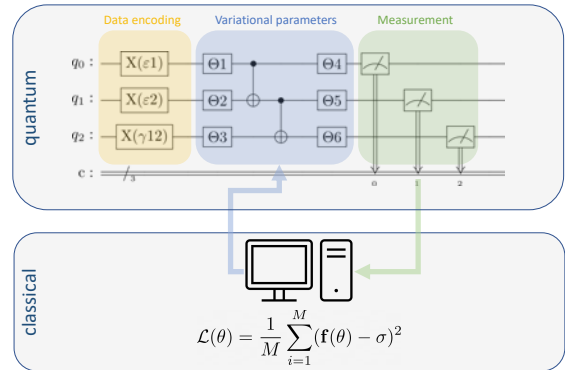 Data encoding Variational parameters Measurement
quantum
q₀ : X(ε1) Θ1 Θ4
q₁ : X(ε2) Θ2 Θ5
q₂ : X(γ12) Θ3 Θ6
c : 3 0 1 2
classical
ℒ(θ) = 1/M ∑_{i=1}^{M} (f(θ) − σ)²